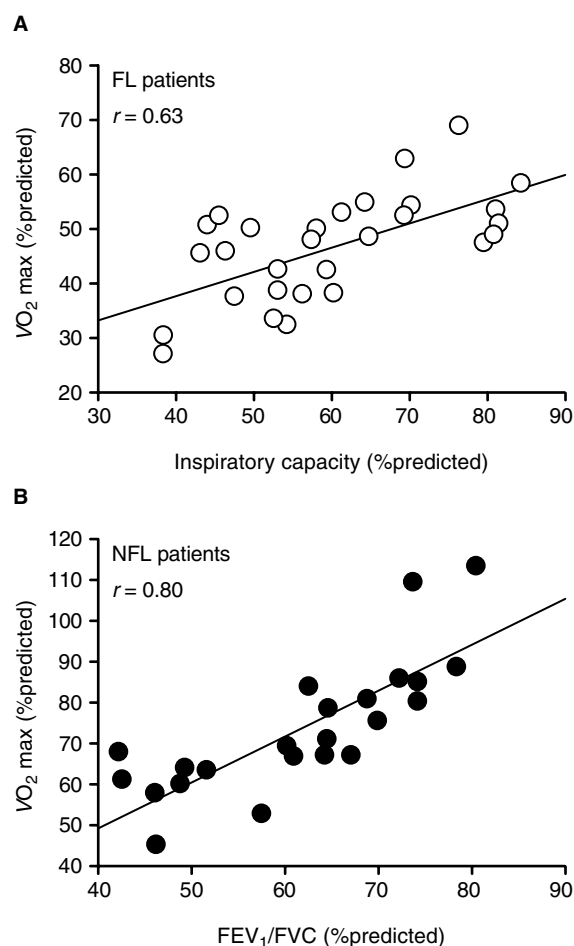 A
80
FL patients
70
r = 0.63
60
50
40
30
20
VO2 max (%predicted)
30 40 50 60 70 80 90
Inspiratory capacity (%predicted)
B
120
NFL patients
110
r = 0.80
100
90
80
70
60
50
40
VO2 max (%predicted)
40 50 60 70 80 90
FEV1/FVC (%predicted)